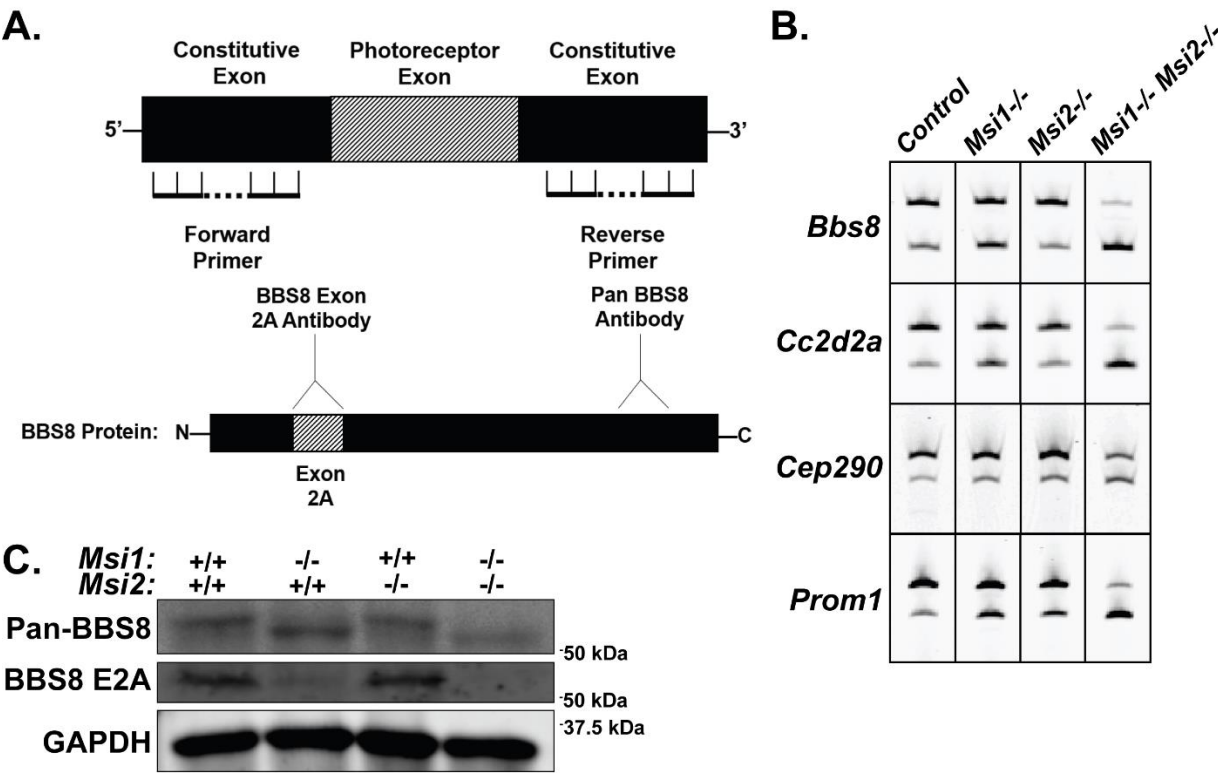 A.
Constitutive
Exon
Photoreceptor
Exon
Constitutive
Exon
5’
3’
Forward
Primer
Reverse
Primer
BBS8 Exon
2A Antibody
Pan BBS8
Antibody
BBS8 Protein: N
C
Exon
2A
B.
Control
Msi1-/-
Msi2-/-
Msi1-/- Msi2-/-
Bbs8
Cc2d2a
Cep290
Prom1
C.
Msi1: +/+ -/- +/+ -/-
Msi2: +/+ +/+ -/- -/-
Pan-BBS8
-50 kDa
BBS8 E2A
-50 kDa
-37.5 kDa
GAPDH